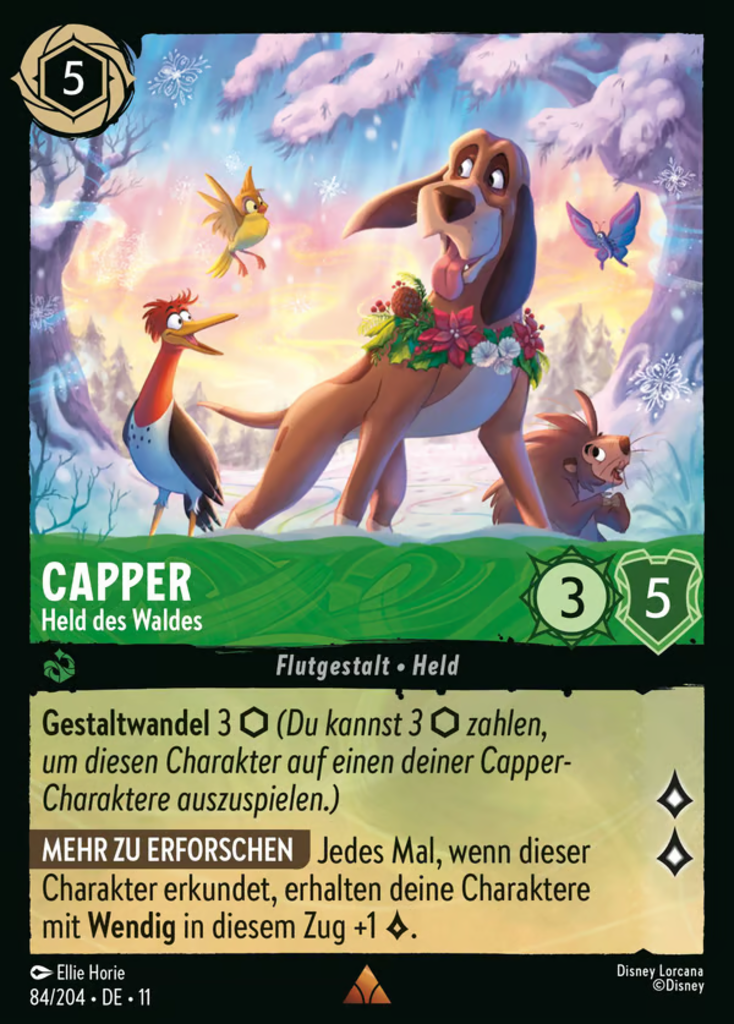 5
CAPPER
Held des Waldes
3
5
Flutgestalt • Held
Gestaltwandel 3 ⬡ (Du kannst 3 ⬡ zahlen,
um diesen Charakter auf einen deiner Capper-
Charaktere auszuspielen.)
MEHR ZU ERFORSCHEN Jedes Mal, wenn dieser
Charakter erkundet, erhalten deine Charaktere
mit Wendig in diesem Zug +1 ◊.
Ellie Horie
84/204 • DE • 11
Disney Lorcana
©Disney